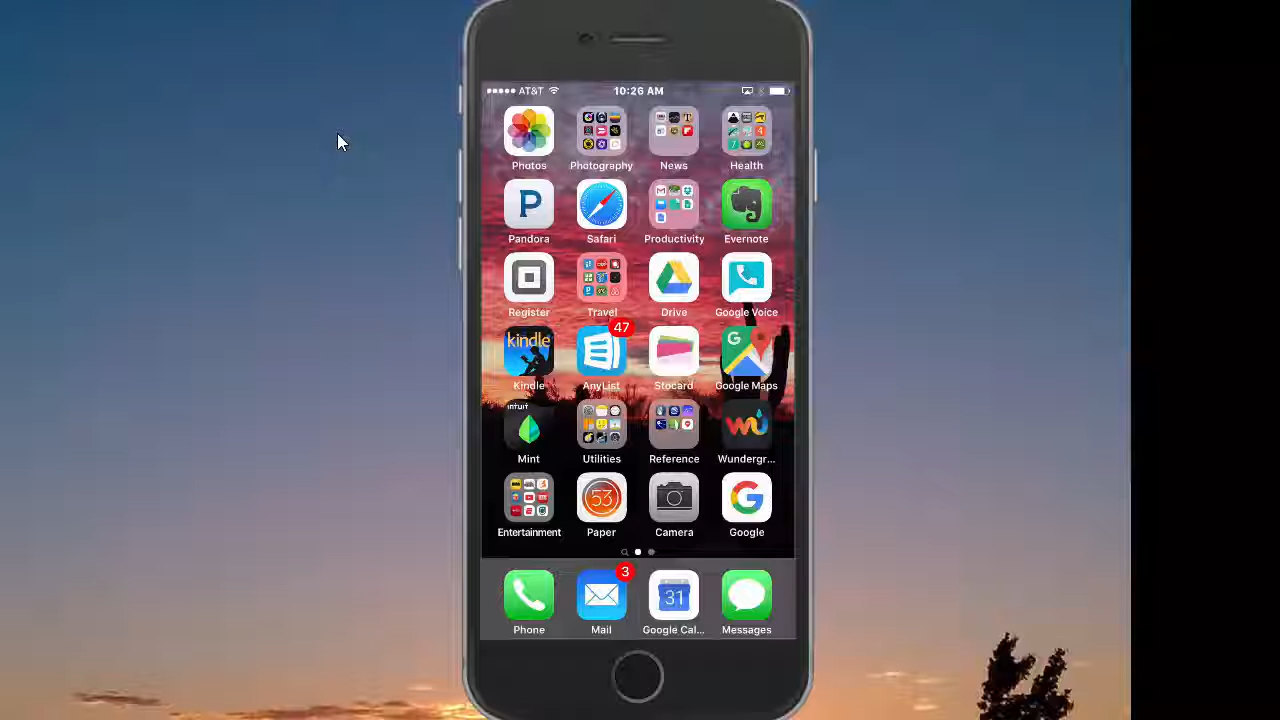 AT&T 10:26 AM
Photos Photography News Health
P
Pandora Safari Productivity Evernote
Register Travel Drive Google Voice
47
kindle G
Kindle AnyList Stocard Google Maps
intuit
Mint Utilities Reference Wundergr...
53 G
Entertainment Paper Camera Google
3
31
Phone Mail Google Cal... Messages